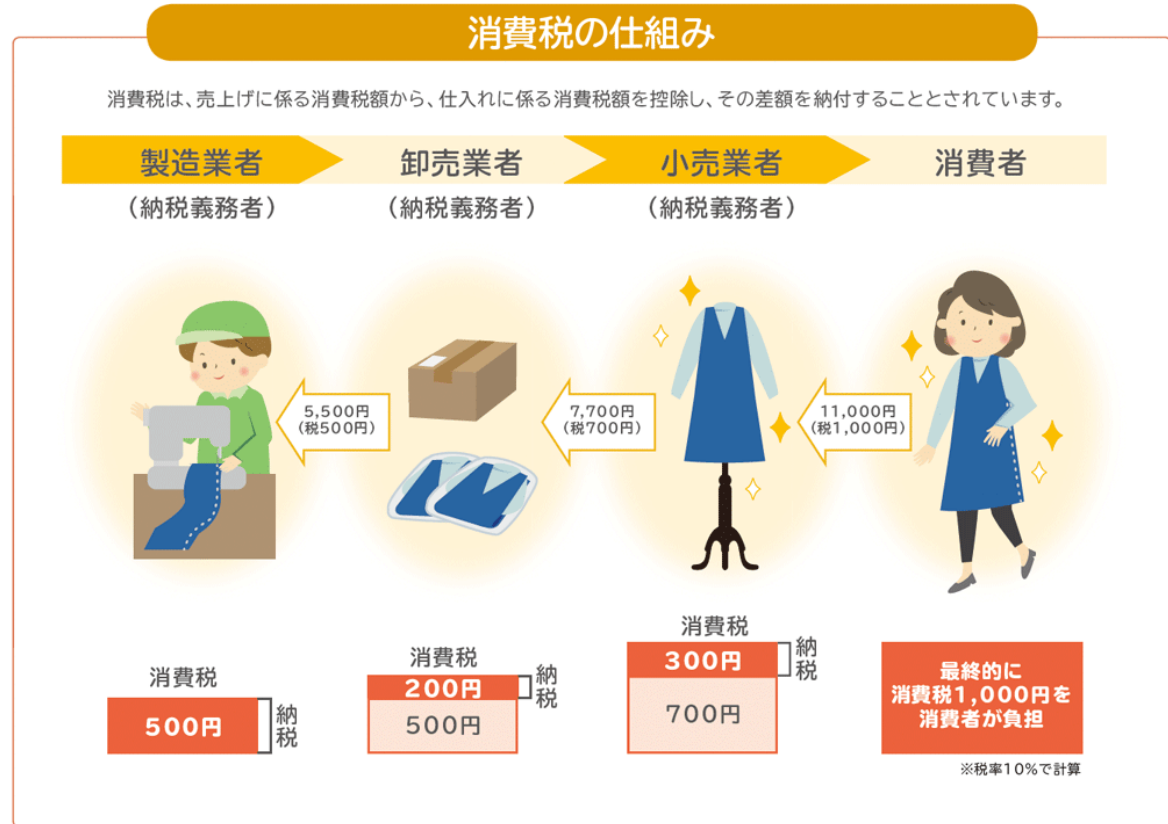 消費税の仕組み
消費税は、売上げに係る消費税額から、仕入れに係る消費税額を控除し、その差額を納付することとされています。
製造業者
卸売業者
小売業者
消費者
（納税義務者）
（納税義務者）
（納税義務者）
5,500円
（税500円）
7,700円
（税700円）
11,000円
（税1,000円）
消費税
500円
納税
消費税
200円
納税
500円
消費税
300円
納税
700円
最終的に
消費税1,000円を
消費者が負担
※税率10%で計算